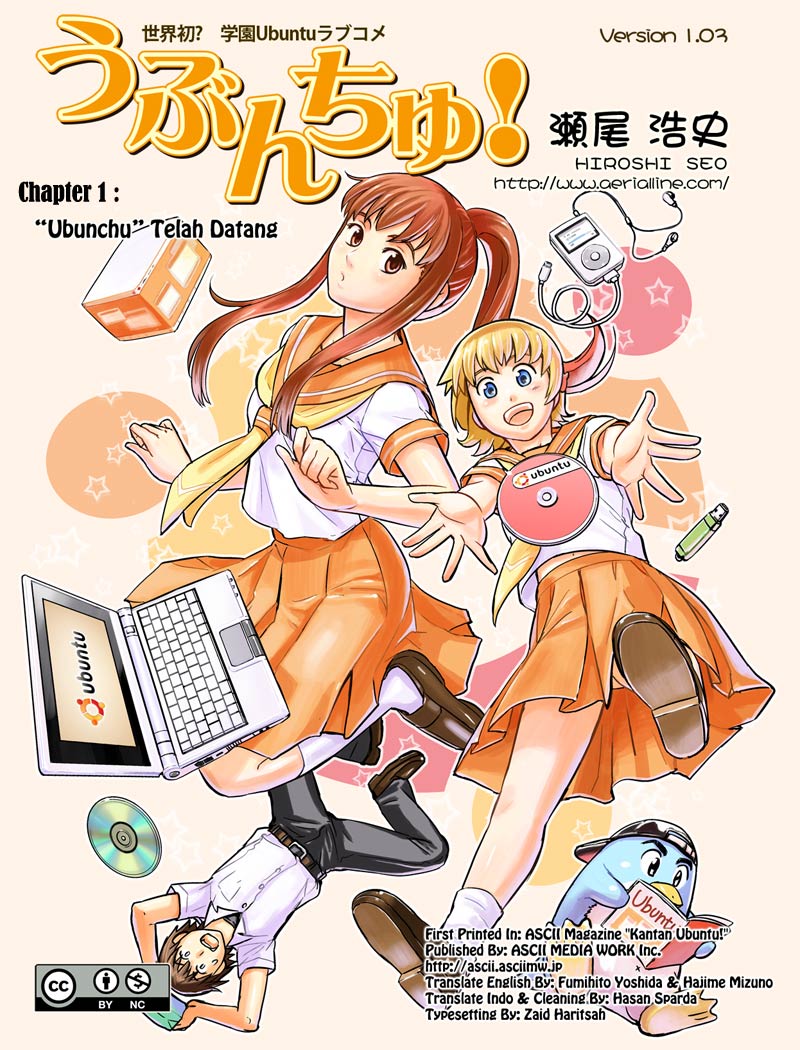 世界初? 学園Ubuntuラブコメ
Version 1.03
うぶんちゅ!
瀬尾 浩史
HIROSHI SEO
http://www.aerialline.com/
Chapter 1 :
“Ubunchu” Telah Datang
ubuntu
ubuntu
Ubuntu
First Printed In: ASCII Magazine "Kantan Ubuntu!"
Published By: ASCII MEDIA WORK Inc.
http://ascii.asciimw.jp
Translate English By: Fumihito Yoshida & Hajime Mizuno
Translate Indo & Cleaning By: Hasan Sparda
Typesetting By: Zaid Haritsah
cc
BY NC